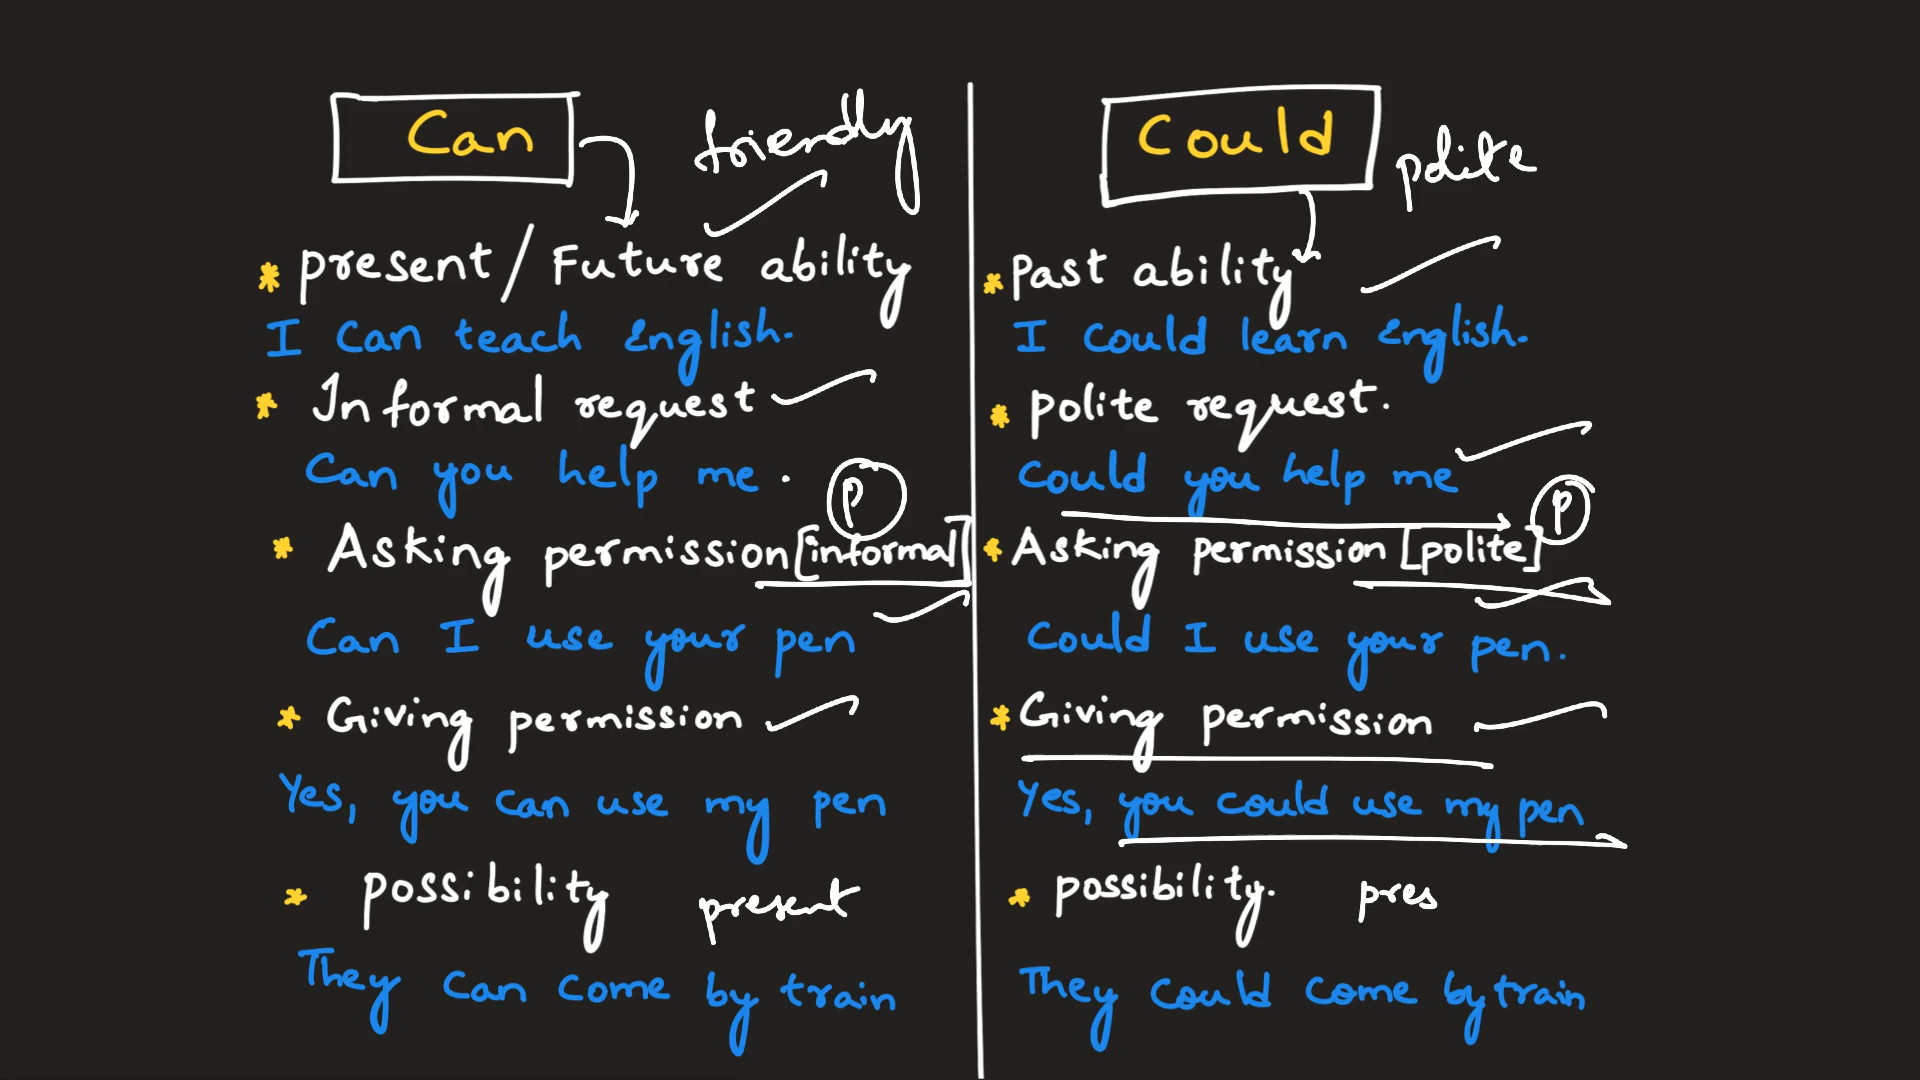 Can
friendly
present / Future ability
I can teach English.
Informal request
Can you help me.
P
Asking permission [informal]
Can I use your pen
Giving permission
Yes, you can use my pen
possibility present
They can come by train
Could
polite
Past ability
I could learn English.
polite request.
Could you help me
P
Asking permission [polite]
Could I use your pen.
Giving permission
Yes, you could use my pen
possibility. pres
They could come by train